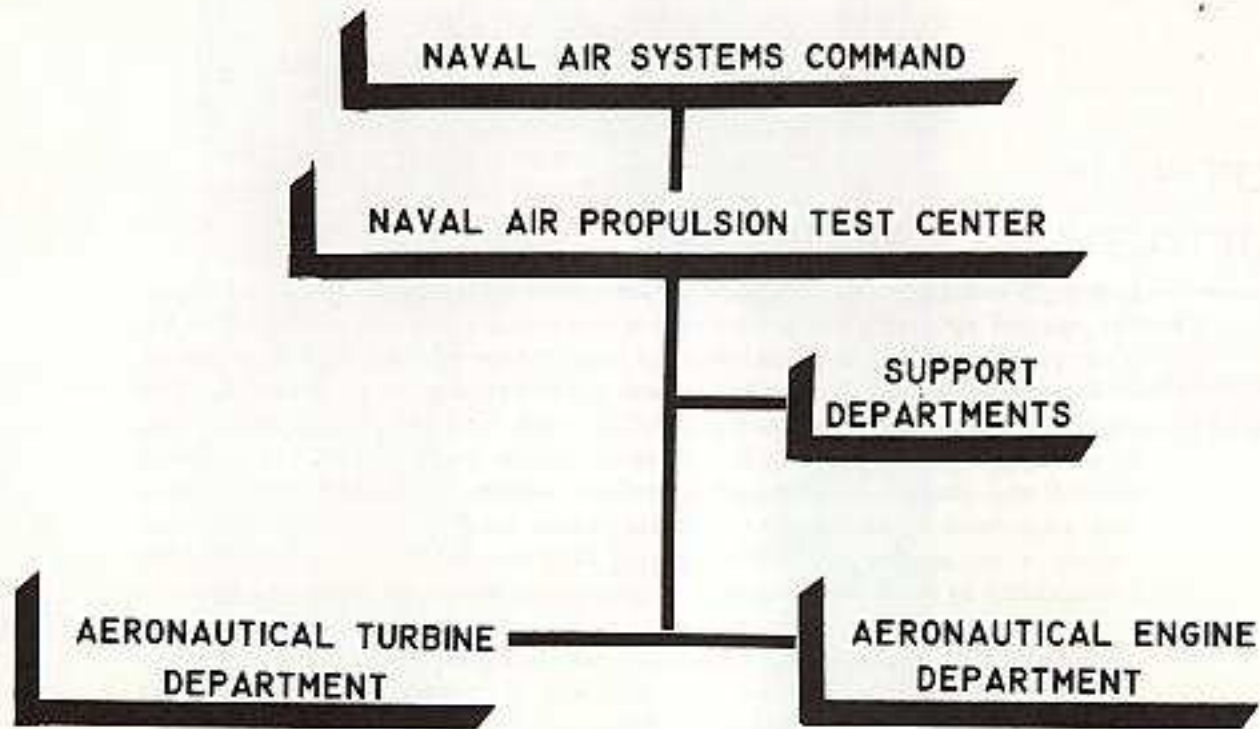 NAVAL AIR SYSTEMS COMMAND
NAVAL AIR PROPULSION TEST CENTER
SUPPORT
DEPARTMENTS
AERONAUTICAL TURBINE
DEPARTMENT
AERONAUTICAL ENGINE
DEPARTMENT